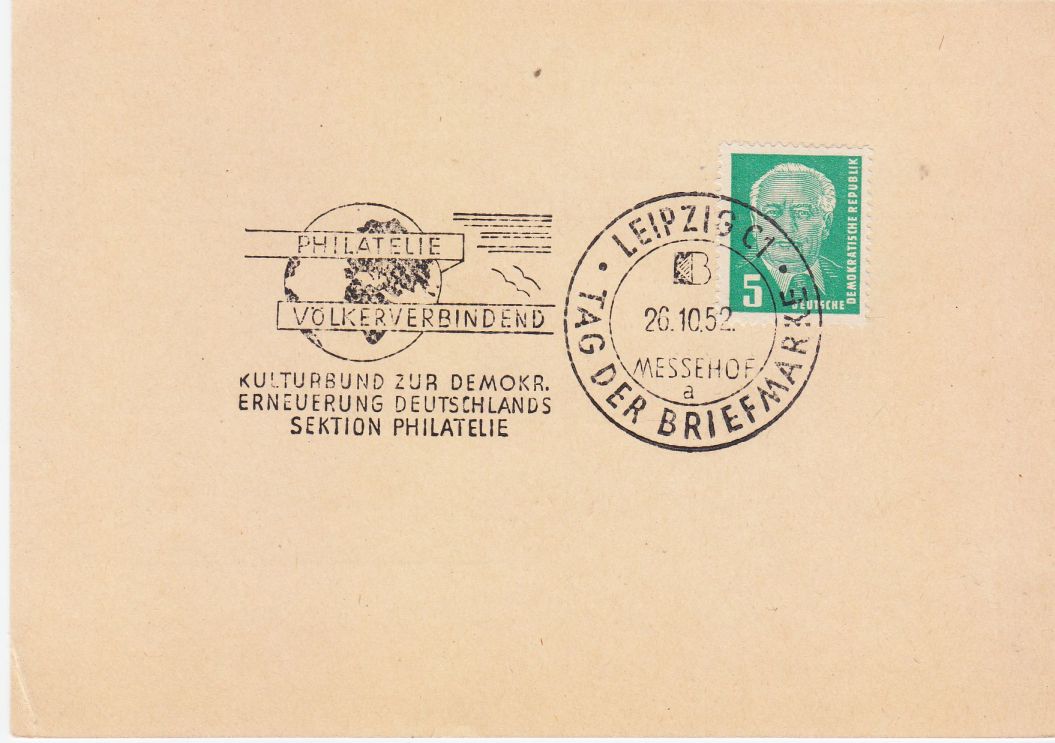 PHILATELIE
VÖLKERVERBINDEND
KULTURBUND ZUR DEMOKR.
ERNEUERUNG DEUTSCHLANDS
SEKTION PHILATELIE
LEIPZIG C1
KB
26.10.52.
MESSEHOF
a
TAG DER BRIEFMARKE
5
DEUTSCHE
DEMOKRATISCHE REPUBLIK